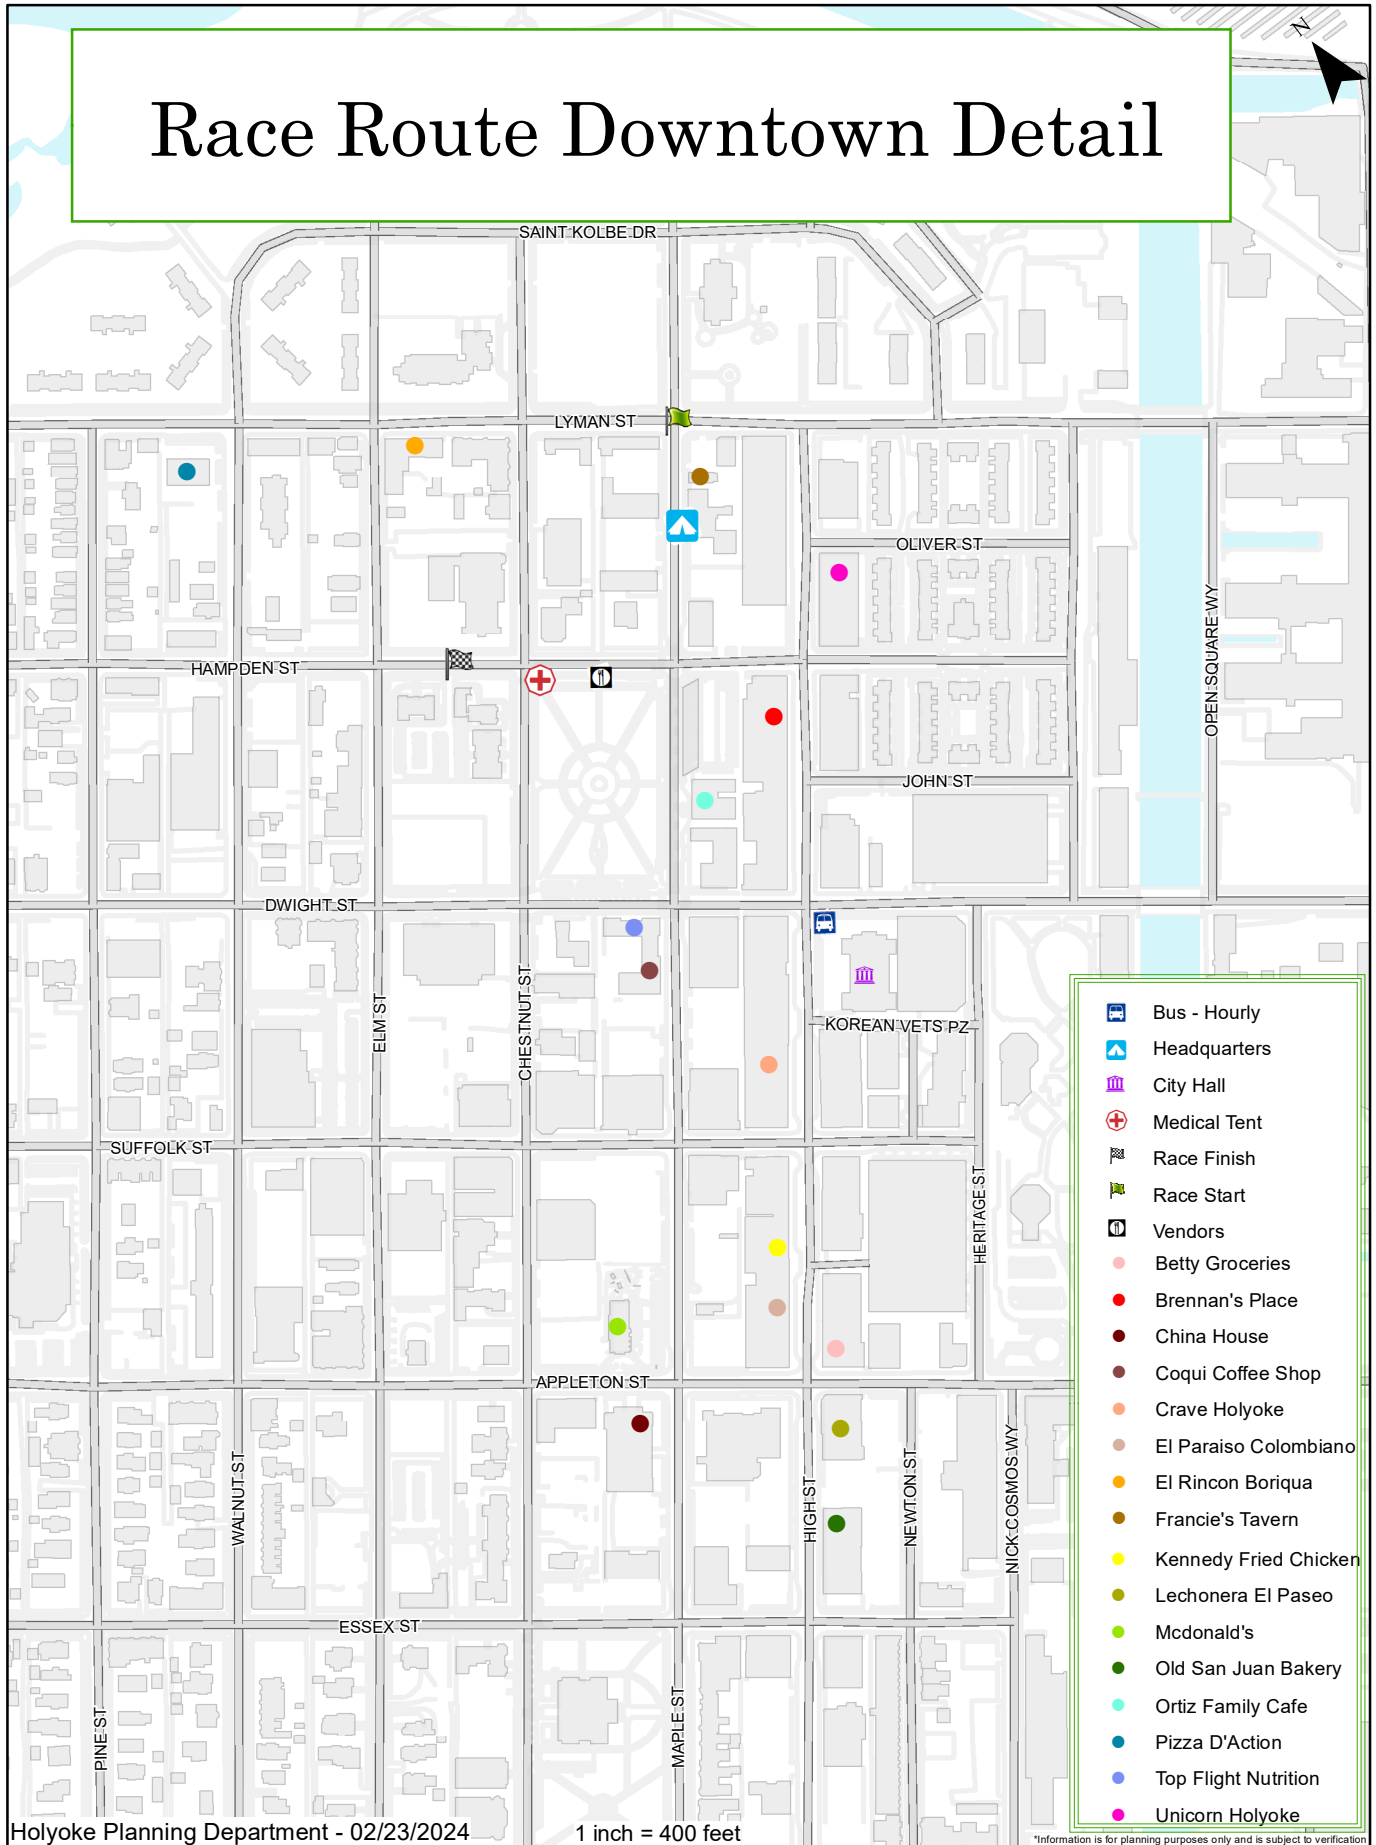 N
Race Route Downtown Detail
SAINT KOLBE DR
LYMAN ST
OLIVER ST
OPEN SQUARE WY
HAMPDEN ST
JOHN ST
DWIGHT ST
ELM ST
CHESTNUT ST
KOREAN VETS PZ
SUFFOLK ST
HERITAGE ST
APPLETON ST
WALNUT ST
HIGH ST
NEWTON ST
NICK COSMOS WY
ESSEX ST
PINE ST
MAPLE ST
Bus - Hourly
Headquarters
City Hall
Medical Tent
Race Finish
Race Start
Vendors
Betty Groceries
Brennan's Place
China House
Coqui Coffee Shop
Crave Holyoke
El Paraiso Colombiano
El Rincon Boriqua
Francie's Tavern
Kennedy Fried Chicken
Lechonera El Paseo
Mcdonald's
Old San Juan Bakery
Ortiz Family Cafe
Pizza D'Action
Top Flight Nutrition
Unicorn Holyoke
Holyoke Planning Department - 02/23/2024
1 inch = 400 feet
*Information is for planning purposes only and is subject to verification